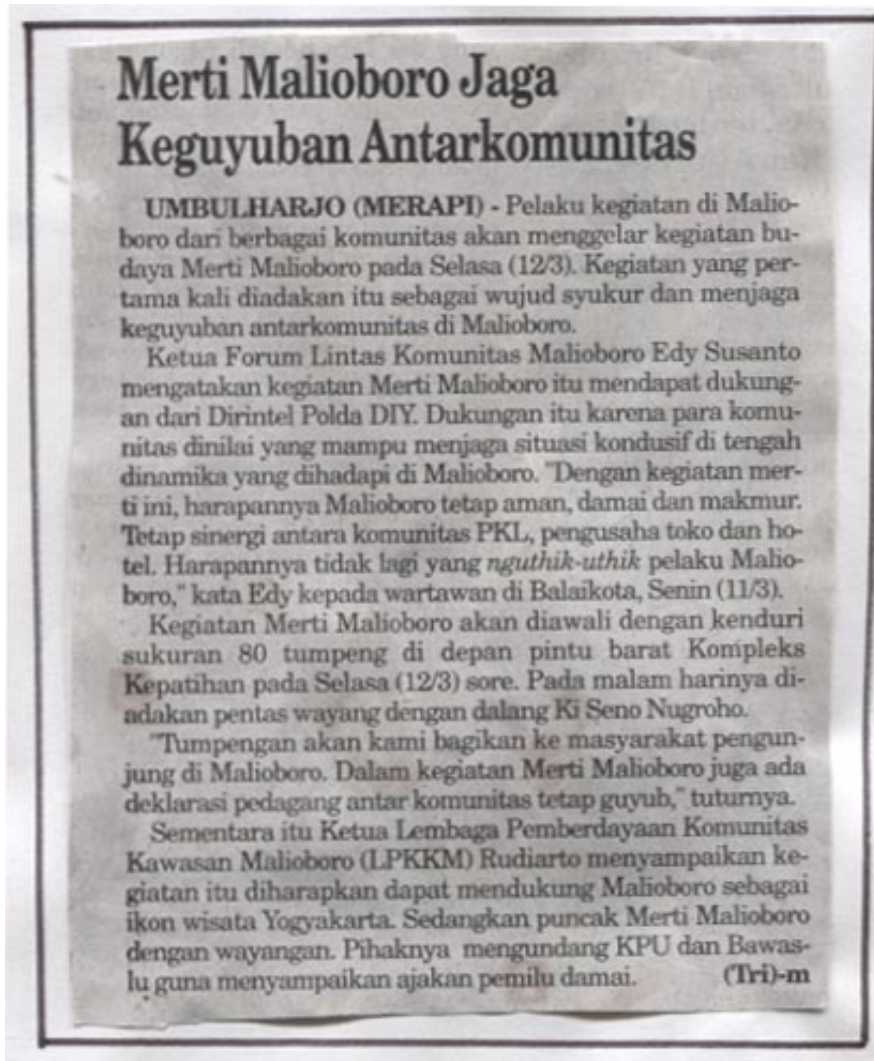 Merti Malioboro Jaga
Keguyuban Antarkomunitas
UMBULHARJO (MERAPI) - Pelaku kegiatan di Malio-
boro dari berbagai komunitas akan menggelar kegiatan bu-
daya Merti Malioboro pada Selasa (12/3). Kegiatan yang per-
tama kali diadakan itu sebagai wujud syukur dan menjaga
keguyuban antarkomunitas di Malioboro.
Ketua Forum Lintas Komunitas Malioboro Edy Susanto
mengatakan kegiatan Merti Malioboro itu mendapat dukung-
an dari Dirintel Polda DIY. Dukungan itu karena para komu-
nitas dinilai yang mampu menjaga situasi kondusif di tengah
dinamika yang dihadapi di Malioboro. "Dengan kegiatan mer-
ti ini, harapannya Malioboro tetap aman, damai dan makmur.
Tetap sinergi antara komunitas PKL, pengusaha toko dan ho-
tel. Harapannya tidak lagi yang nguthik-uthik pelaku Malio-
boro," kata Edy kepada wartawan di Balaikota, Senin (11/3).
Kegiatan Merti Malioboro akan diawali dengan kenduri
sukuran 80 tumpeng di depan pintu barat Kompleks
Kepatihan pada Selasa (12/3) sore. Pada malam harinya di-
adakan pentas wayang dengan dalang Ki Seno Nugroho.
"Tumpengan akan kami bagikan ke masyarakat pengun-
jung di Malioboro. Dalam kegiatan Merti Malioboro juga ada
deklarasi pedagang antar komunitas tetap guyub," tuturnya.
Sementara itu Ketua Lembaga Pemberdayaan Komunitas
Kawasan Malioboro (LPKKM) Rudiarto menyampaikan ke-
giatan itu diharapkan dapat mendukung Malioboro sebagai
ikon wisata Yogyakarta. Sedangkan puncak Merti Malioboro
dengan wayangan. Pihaknya mengundang KPU dan Bawas-
lu guna menyampaikan ajakan pemilu damai. (Tri)-m